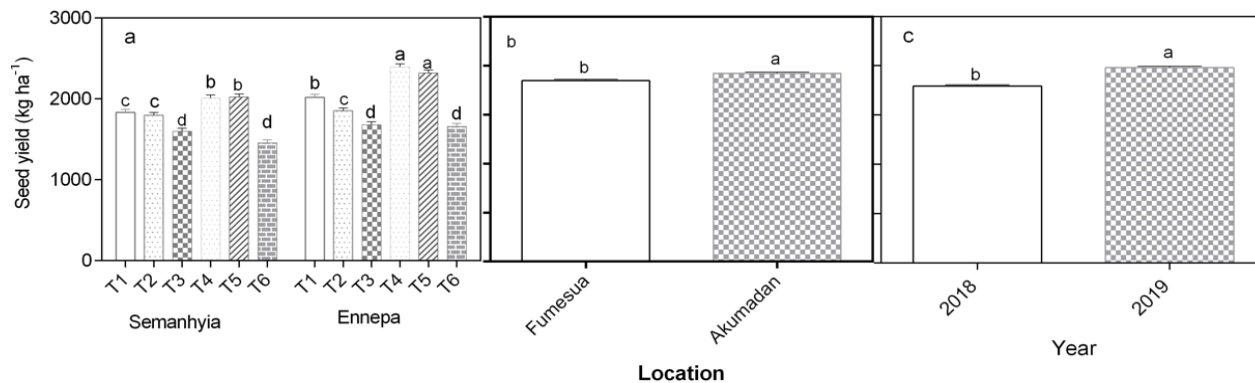 Seed yield (kg ha⁻¹)
3000
2000
1000
0
a
c c d b b d b c d a a d
T1 T2 T3 T4 T5 T6 T1 T2 T3 T4 T5 T6
Semanhyia Ennepa
b
b a
Fumesua Akumadan
Location
c
b a
2018 2019
Year